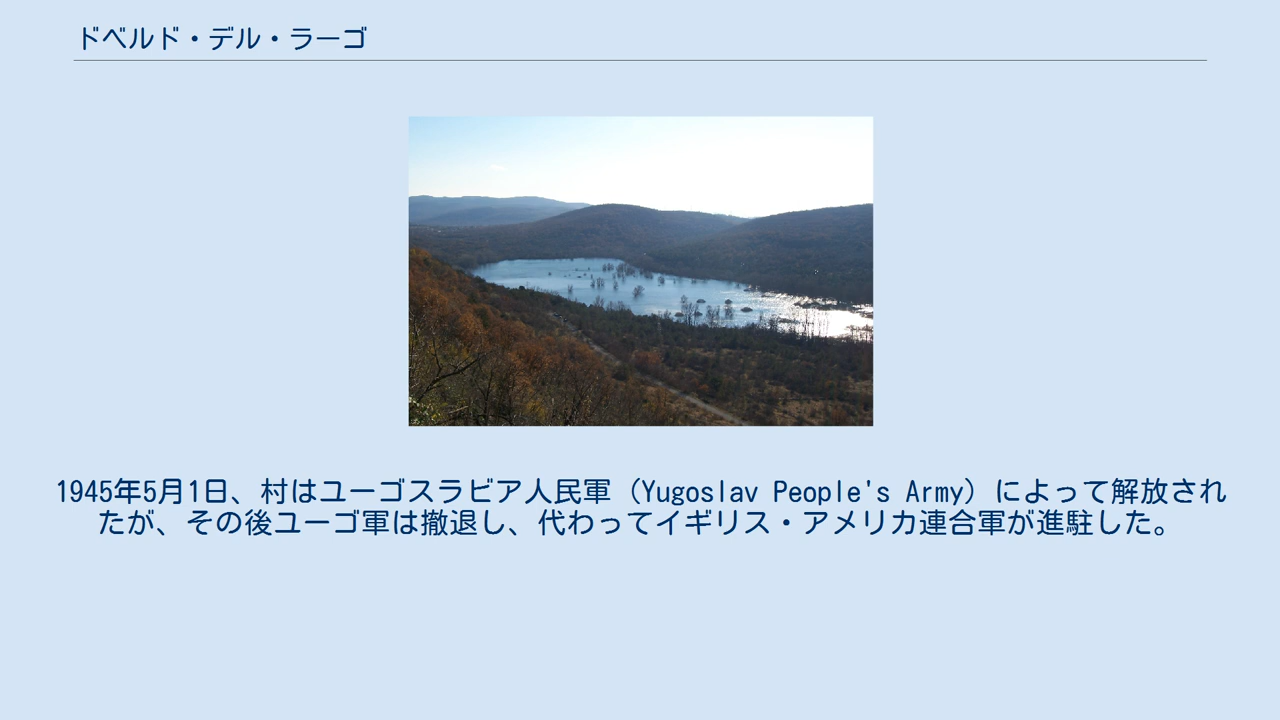 ドベルド・デル・ラーゴ
1945年5月1日、村はユーゴスラビア人民軍（Yugoslav People's Army）によって解放され
たが、その後ユーゴ軍は撤退し、代わってイギリス・アメリカ連合軍が進駐した。